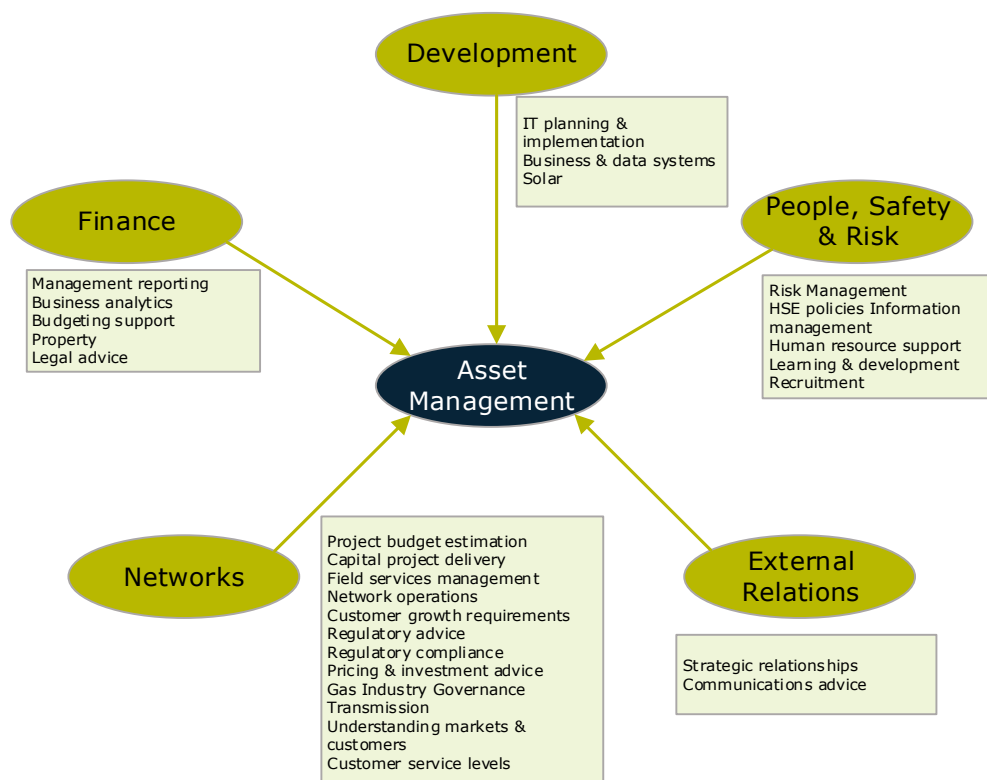 Development
IT planning &
implementation
Business & data systems
Solar
Finance
Management reporting
Business analytics
Budgeting support
Property
Legal advice
People, Safety
& Risk
Risk Management
HSE policies Information
management
Human resource support
Learning & development
Recruitment
Asset
Management
Networks
Project budget estimation
Capital project delivery
Field services management
Network operations
Customer growth requirements
Regulatory advice
Regulatory compliance
Pricing & investment advice
Gas Industry Governance
Transmission
Understanding markets &
customers
Customer service levels
External
Relations
Strategic relationships
Communications advice